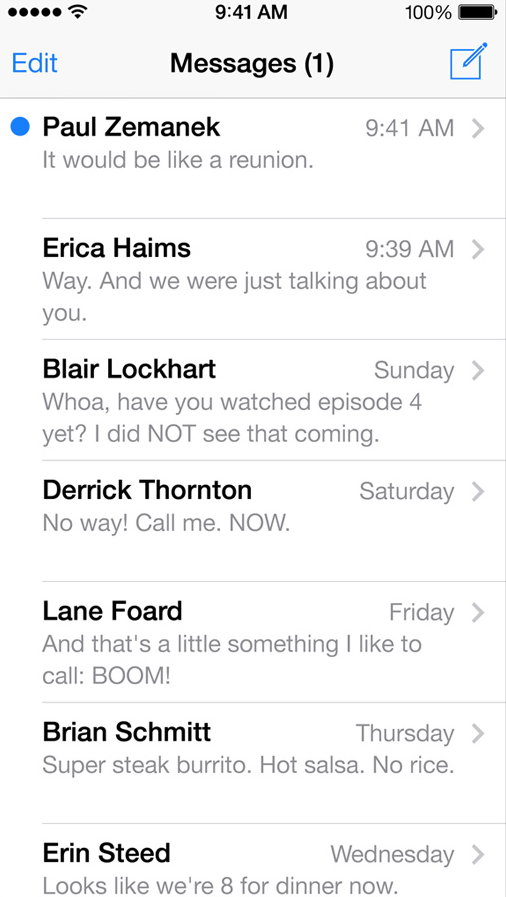 9:41 AM 100%
Edit Messages (1)
Paul Zemanek 9:41 AM
It would be like a reunion.
Erica Haims 9:39 AM
Way. And we were just talking about
you.
Blair Lockhart Sunday
Whoa, have you watched episode 4
yet? I did NOT see that coming.
Derrick Thornton Saturday
No way! Call me. NOW.
Lane Foard Friday
And that's a little something I like to
call: BOOM!
Brian Schmitt Thursday
Super steak burrito. Hot salsa. No rice.
Erin Steed Wednesday
Looks like we're 8 for dinner now.